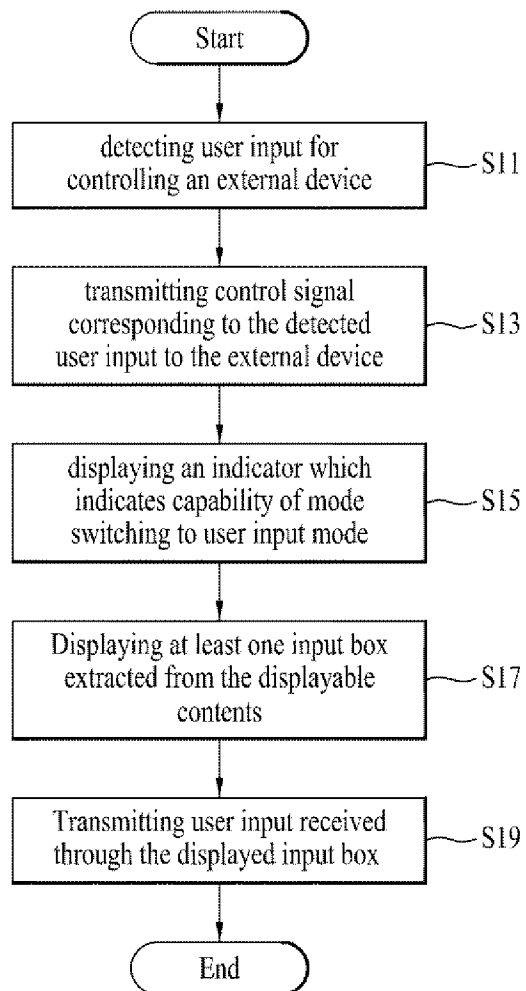 Start
detecting user input for
controlling an external device
S11
transmitting control signal
corresponding to the detected
user input to the external device
S13
displaying an indicator which
indicates capability of mode
switching to user input mode
S15
Displaying at least one input box
extracted from the displayable
contents
S17
Transmitting user input received
through the displayed input box
S19
End